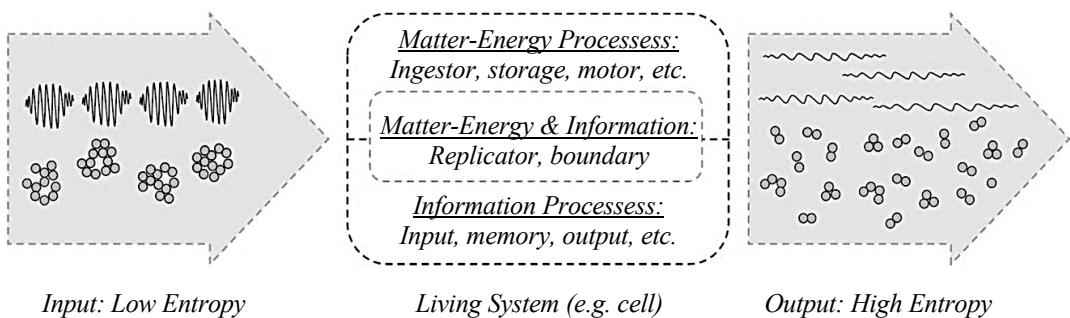 Matter-Energy Processess:
Ingestor, storage, motor, etc.
Matter-Energy & Information:
Replicator, boundary
Information Processess:
Input, memory, output, etc.
Input: Low Entropy
Living System (e.g. cell)
Output: High Entropy